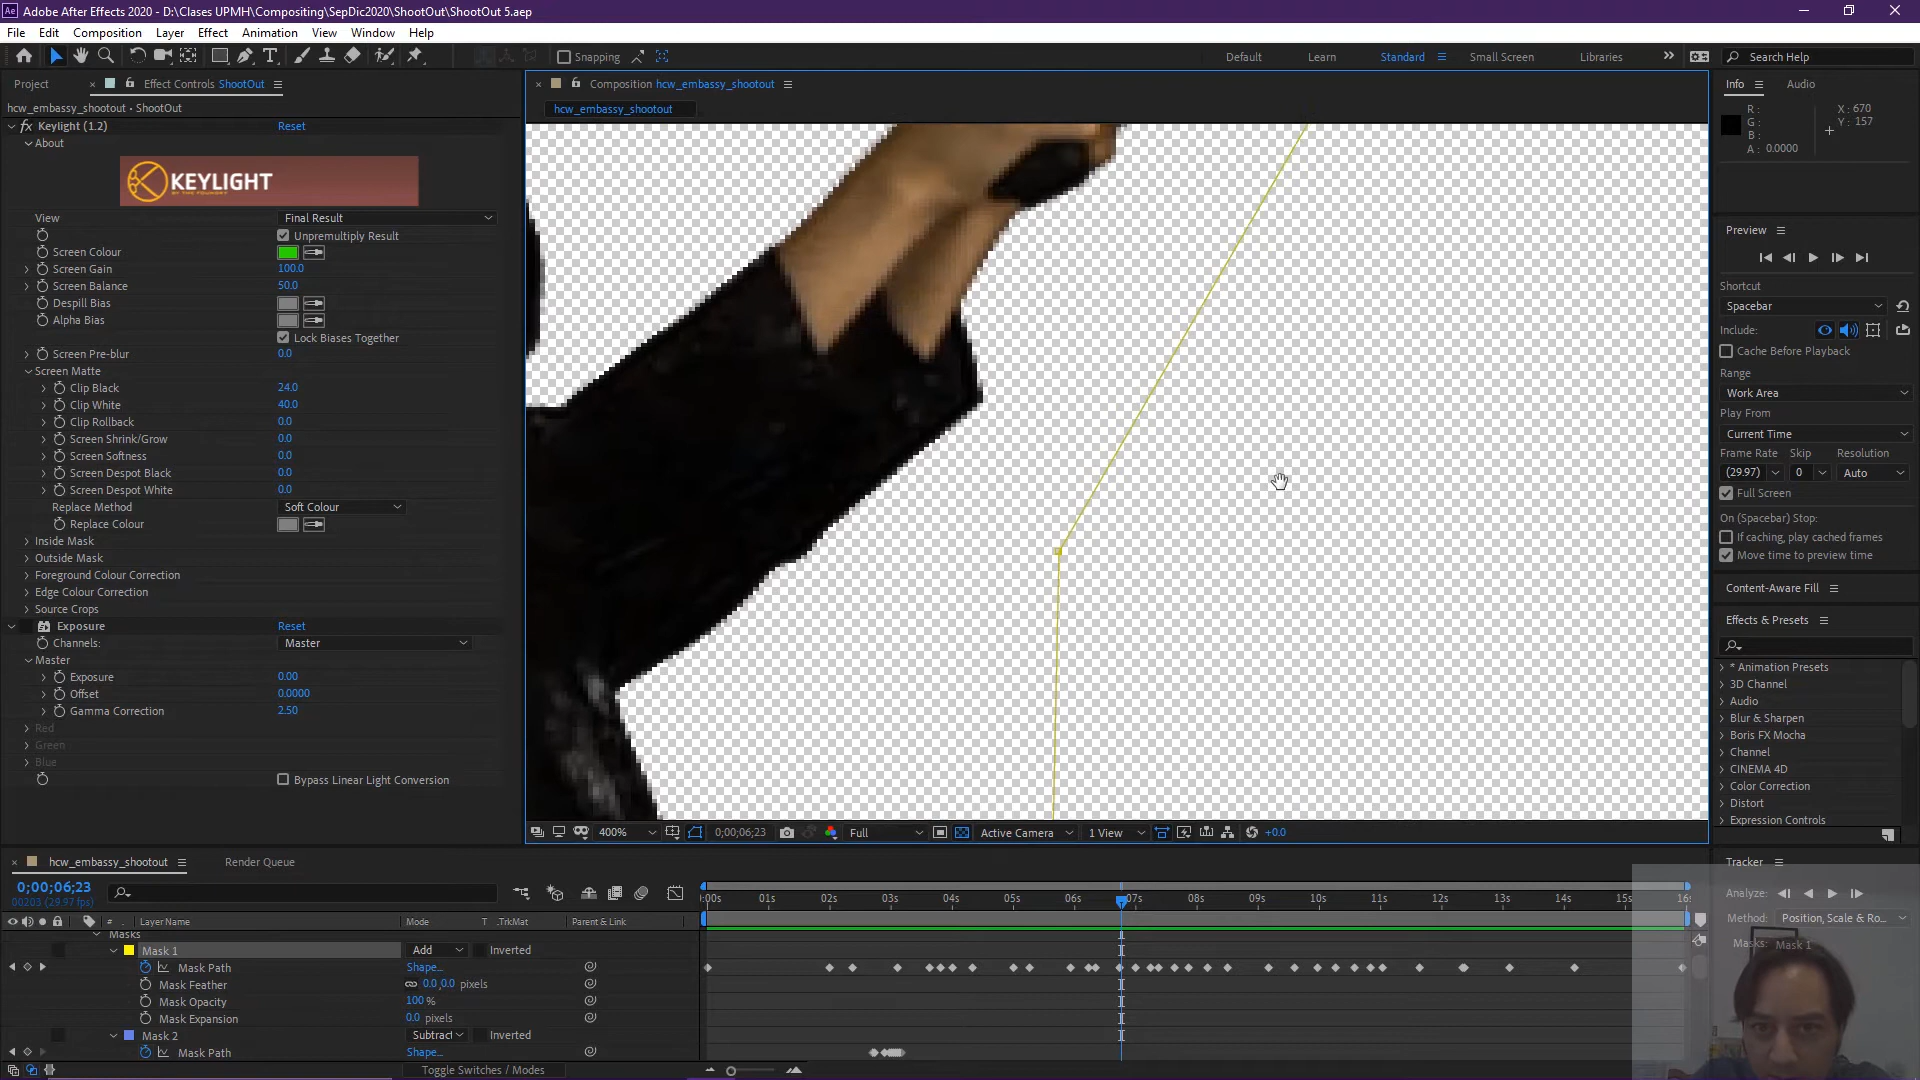 Adobe After Effects 2020 - D:\Clases UPMH\Compositing\SepDic2020\ShootOut\ShootOut 5.aep
File Edit Composition Layer Effect Animation View Window Help
Snapping Default Learn Standard Small Screen Libraries Search Help
Project Effect Controls ShootOut
hcw_embassy_shootout • ShootOut
fx Keylight (1.2) Reset
About
KEYLIGHT
View Final Result
Unpremultiply Result
Screen Colour
Screen Gain 100.0
Screen Balance 50.0
Despill Bias
Alpha Bias
Lock Biases Together
Screen Pre-blur 0.0
Screen Matte
Clip Black 24.0
Clip White 40.0
Clip Rollback 0.0
Screen Shrink/Grow 0.0
Screen Softness 0.0
Screen Despot Black 0.0
Screen Despot White 0.0
Replace Method Soft Colour
Replace Colour
Inside Mask
Outside Mask
Foreground Colour Correction
Edge Colour Correction
Source Crops
Exposure Reset
Channels: Master
Master
Exposure 0.00
Offset 0.0000
Gamma Correction 2.50
Red
Green
Blue
Bypass Linear Light Conversion
Composition hcw_embassy_shootout
hcw_embassy_shootout
400% 0;00;06;23 Full Active Camera 1 View +0.0
Info Audio
R: X: 670
G: Y: 157
B:
A: 0.0000
Preview
Shortcut
Spacebar
Include:
Cache Before Playback
Range
Work Area
Play From
Current Time
Frame Rate Skip Resolution
(29.97) 0 Auto
Full Screen
On (Spacebar) Stop:
If caching, play cached frames
Move time to preview time
Content-Aware Fill
Effects & Presets
* Animation Presets
3D Channel
Audio
Blur & Sharpen
Boris FX Mocha
Channel
CINEMA 4D
Color Correction
Distort
Expression Controls
Tracker
Analyze:
Method: Position, Scale & Ro...
Masks: Mask 1
hcw_embassy_shootout Render Queue
0;00;06;23
00203 (29.97 fps)
# Layer Name Mode T .TrkMat Parent & Link
:00s 01s 02s 03s 04s 05s 06s 07s 08s 09s 10s 11s 12s 13s 14s 15s 16s
Masks
Mask 1 Add Inverted
Mask Path Shape...
Mask Feather 0.0,0.0 pixels
Mask Opacity 100 %
Mask Expansion 0.0 pixels
Mask 2 Subtract Inverted
Mask Path Shape...
Toggle Switches / Modes